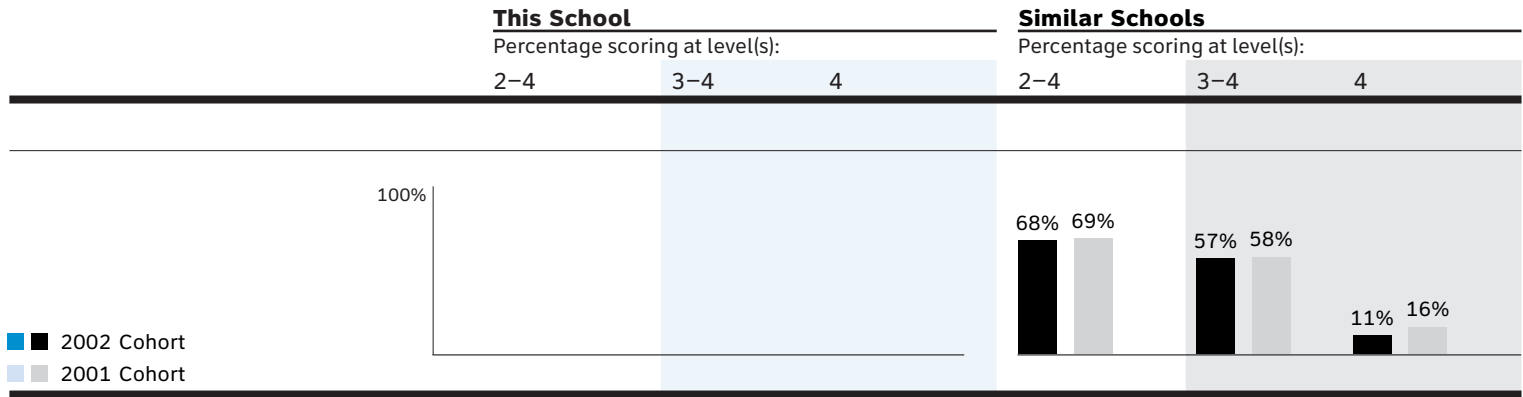 This School
Similar Schools
Percentage scoring at level(s):
Percentage scoring at level(s):
2–4 3–4 4
2–4 3–4 4
100%
68% 69%
57% 58%
11% 16%
2002 Cohort
2001 Cohort